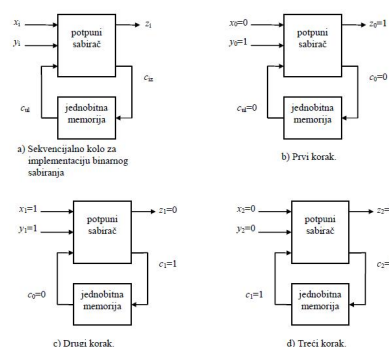 xi
yi
potpuni
sabirač
zi
cul
ciz
jednobitna
memorija
a) Sekvencijalno kolo za
implementaciju binarnog
sabiranja
x0=0
y0=1
potpuni
sabirač
z0=1
c0=0
cul=0
jednobitna
memorija
b) Prvi korak.
x1=1
y1=1
potpuni
sabirač
z1=0
c1=1
c0=0
jednobitna
memorija
c) Drugi korak.
x2=0
y2=0
potpuni
sabirač
z2=
c2=
c1=1
jednobitna
memorija
d) Treći korak.